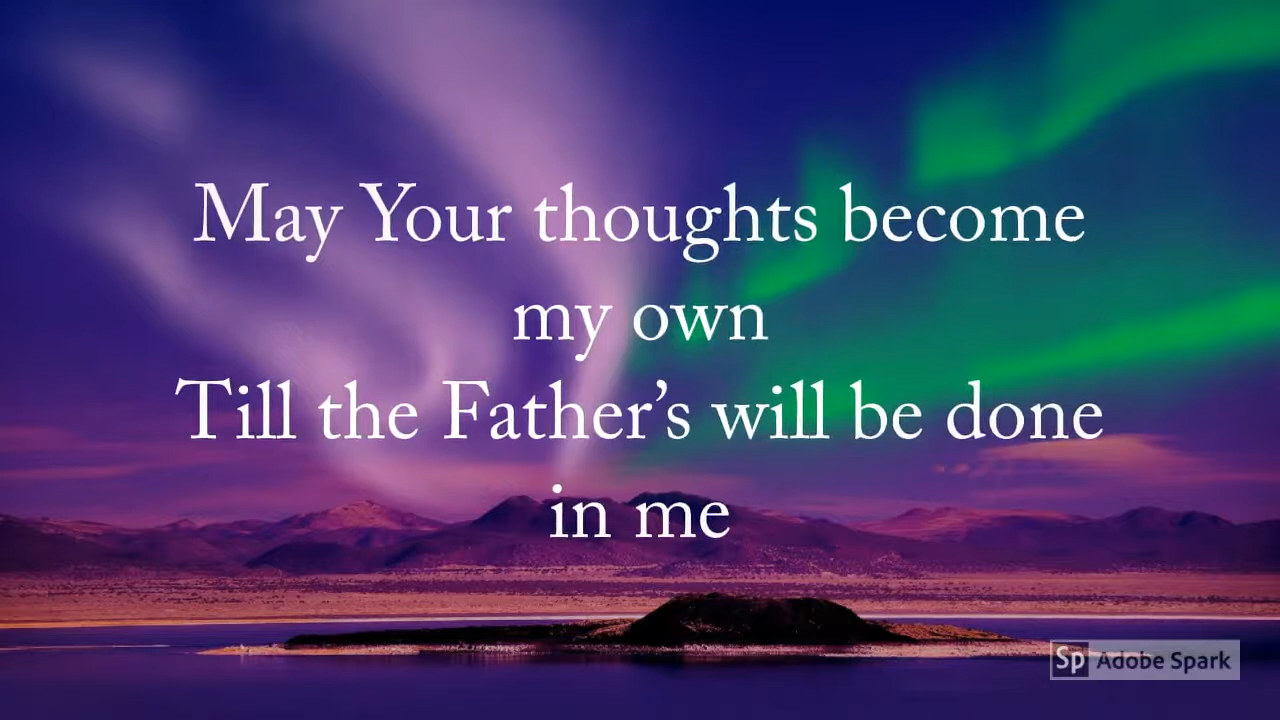 May Your thoughts become
my own
Till the Father’s will be done
in me
Sp Adobe Spark